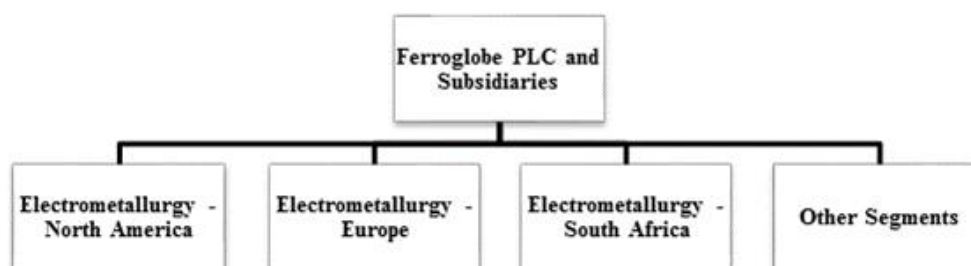 Ferroglobe PLC and
Subsidiaries
Electrometallurgy -
North America
Electrometallurgy -
Europe
Electrometallurgy -
South Africa
Other Segments